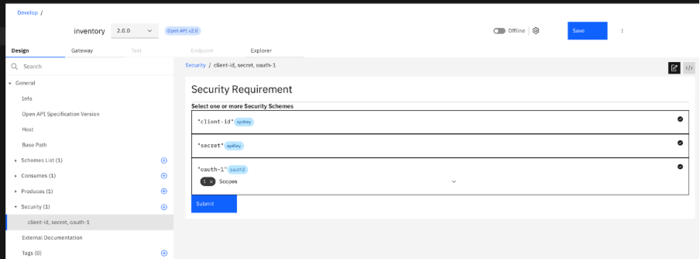 Develop /
inventory 2.0.0 Open API v2.0 Offline Save
Design Gateway Test Endpoint Explorer
Search
General
Info
Open API Specification Version
Host
Base Path
Schemes List (1)
Consumes (1)
Produces (1)
Security (1)
client-id, secret, oauth-1
External Documentation
Tags (0)
Security / client-id, secret, oauth-1
Security Requirement
Select one or more Security Schemes
"client-id" apiKey
"secret" apiKey
"oauth-1" oauth2
1 × Scopes
Submit